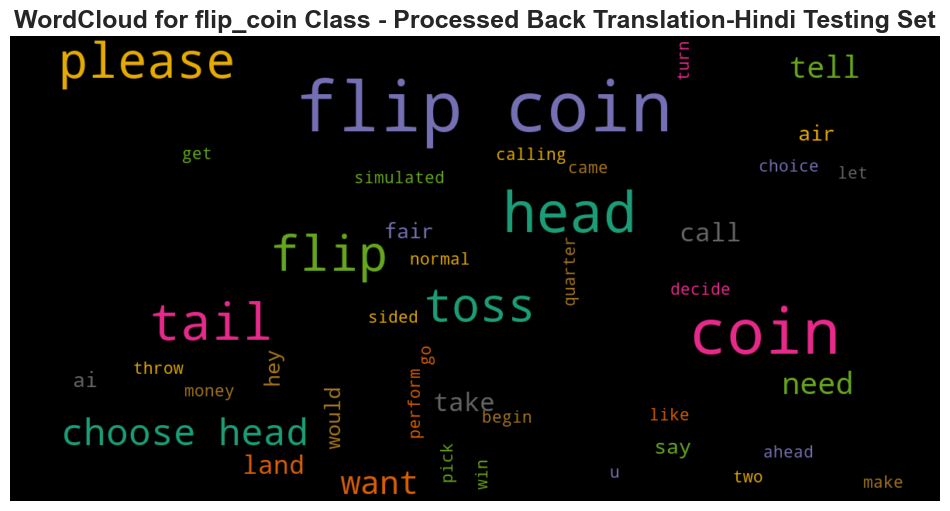 WordCloud for flip_coin Class - Processed Back Translation-Hindi Testing Set
please
turn
tell
flip coin
air
get
calling
came
choice
let
simulated
head
fair
call
flip
normal
quarter
decide
tail
toss
sided
coin
throw
hey
go
ai
money
need
would
perform
take
begin
like
choose head
say
ahead
land
pick
win
want
u
two
make